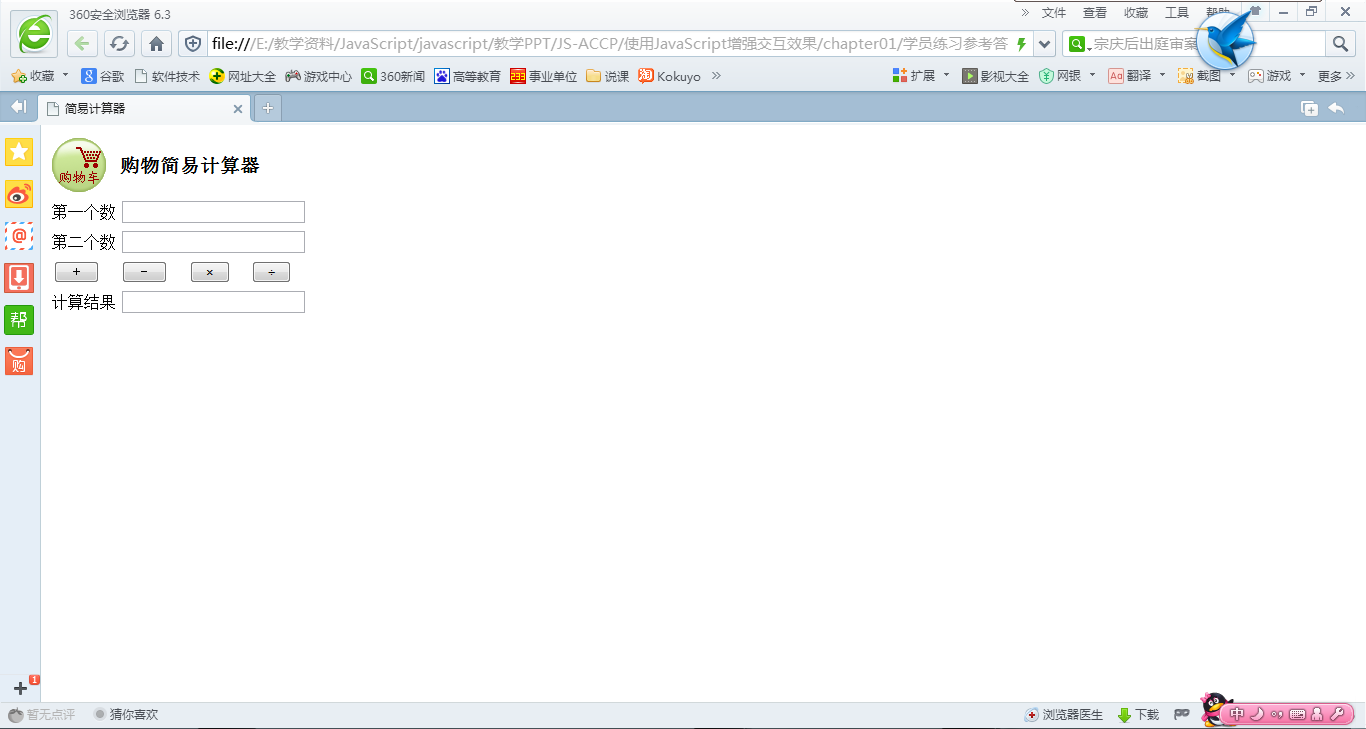 360安全浏览器 6.3
» 文件 查看 收藏 工具 帮助
file:///E:/教学资料/JavaScript/javascript/教学PPT/JS-ACCP/使用JavaScript增强交互效果/chapter01/学员练习参考答
宗庆后出庭审案
收藏 谷歌 软件技术 网址大全 游戏中心 360新闻 高等教育 事业单位 说课 Kokuyo » 扩展 影视大全 网银 翻译 截图 游戏 更多 »
简易计算器
购物车
购物简易计算器
第一个数
第二个数
+ - × ÷
计算结果
帮
购
1
暂无点评 猜你喜欢 浏览器医生 下载 中